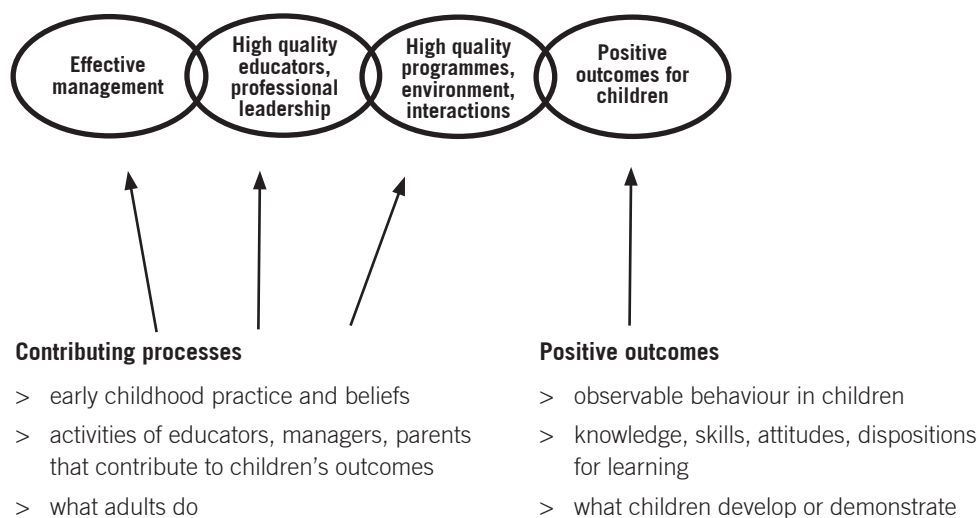 Effective
management
High quality
educators,
professional
leadership
High quality
programmes,
environment,
interactions
Positive
outcomes for
children
Contributing processes
> early childhood practice and beliefs
> activities of educators, managers, parents
that contribute to children's outcomes
> what adults do
Positive outcomes
> observable behaviour in children
> knowledge, skills, attitudes, dispositions
for learning
> what children develop or demonstrate